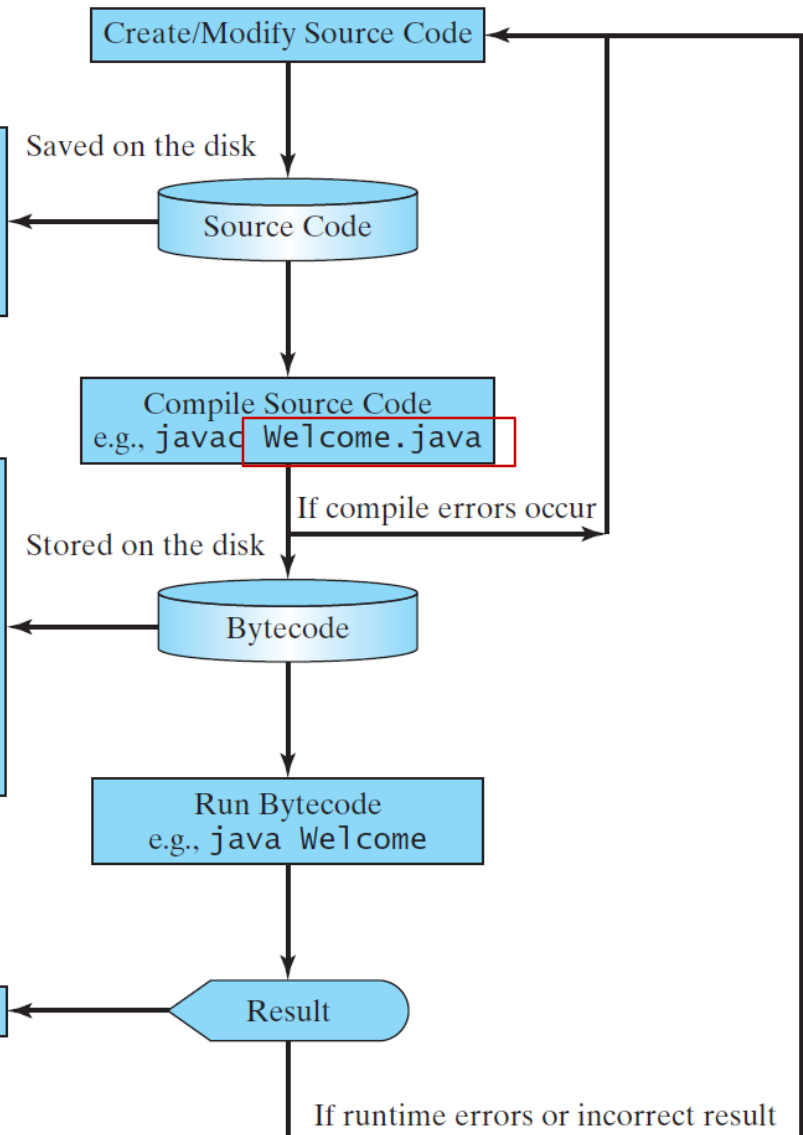 Create/Modify Source Code
Saved on the disk
Source Code
Compile Source Code
e.g., javac Welcome.java
If compile errors occur
Stored on the disk
Bytecode
Run Bytecode
e.g., java Welcome
Result
If runtime errors or incorrect result